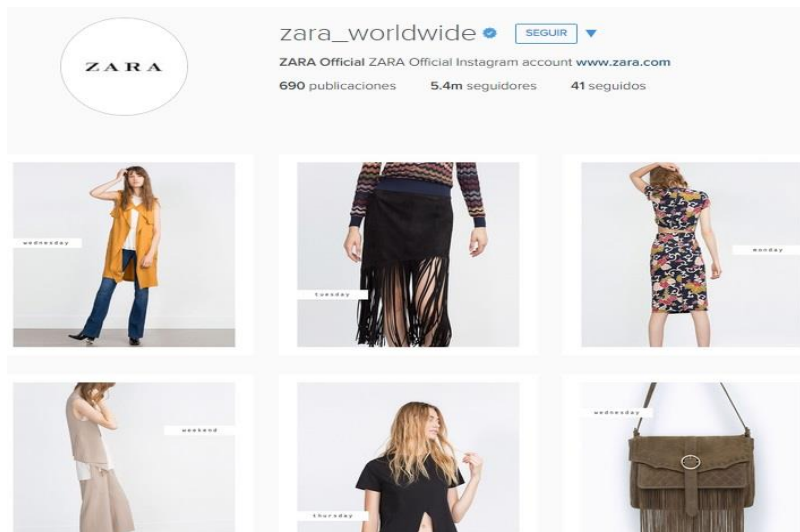 ZARA
zara_worldwide SEGUIR
ZARA Official ZARA Official Instagram account www.zara.com
690 publicaciones 5.4m seguidores 41 seguidos
wednesday
tuesday
monday
weekend
thursday
wednesday